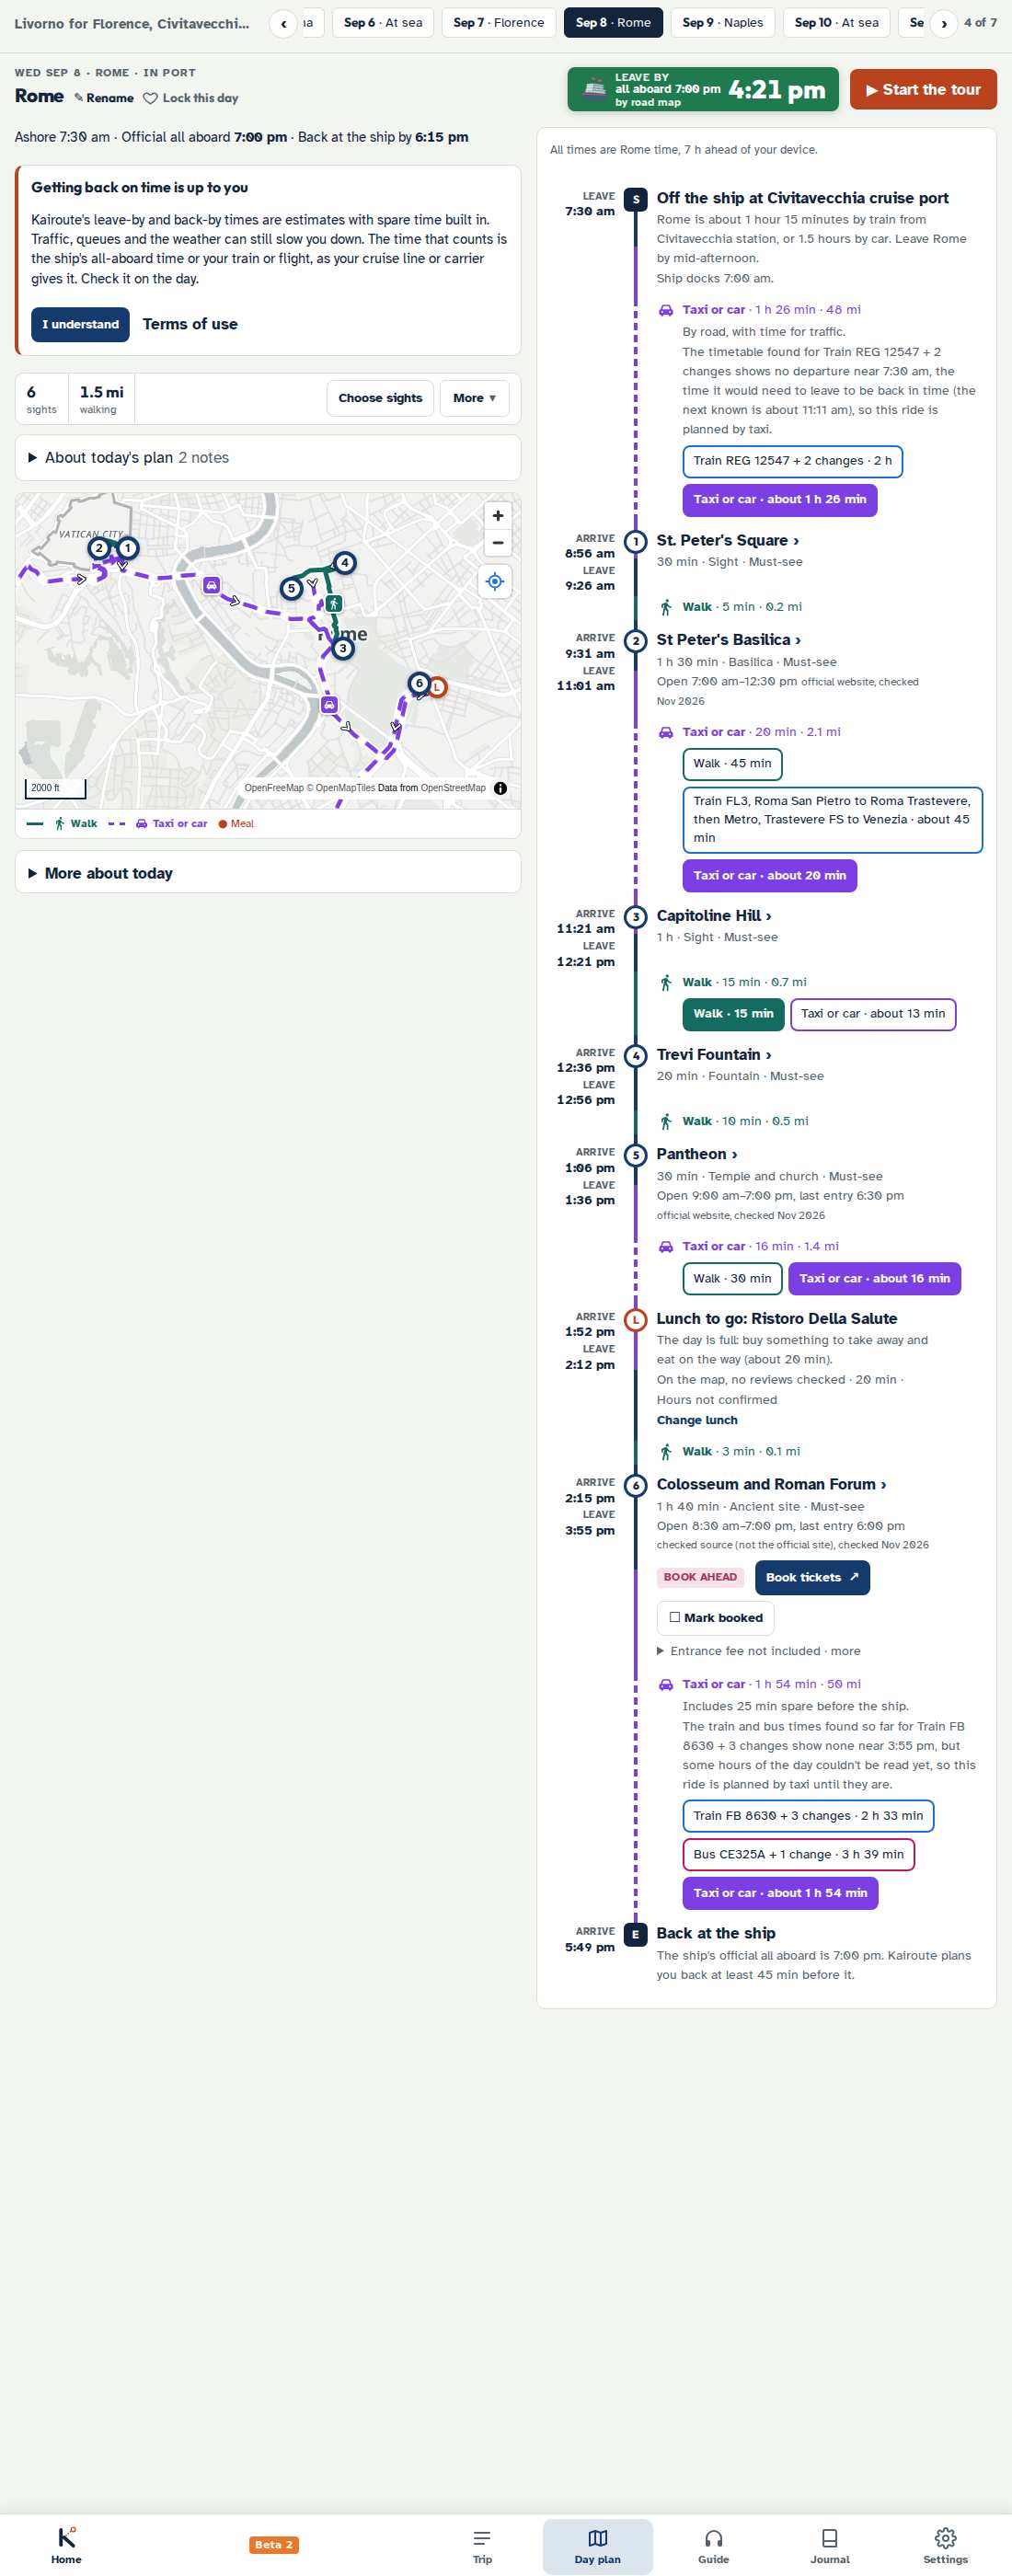 Livorno for Florence, Civitavecchi...
‹
na
Sep 6 · At sea
Sep 7 · Florence
Sep 8 · Rome
Sep 9 · Naples
Sep 10 · At sea
Se
›
4 of 7
WED SEP 8 · ROME · IN PORT
Rome
✎ Rename
Lock this day
LEAVE BY
all aboard 7:00 pm
by road map
4:21 pm
▶ Start the tour
Ashore 7:30 am · Official all aboard 7:00 pm · Back at the ship by 6:15 pm
Getting back on time is up to you
Kairoute's leave-by and back-by times are estimates with spare time built in.
Traffic, queues and the weather can still slow you down. The time that counts is
the ship's all-aboard time or your train or flight, as your cruise line or carrier
gives it. Check it on the day.
I understand
Terms of use
6
sights
1.5 mi
walking
Choose sights
More ▼
▶ About today's plan 2 notes
VATICAN CITY
2
1
4
5
3
6
L
+
−
2000 ft
OpenFreeMap © OpenMapTiles Data from OpenStreetMap
Walk
Taxi or car
Meal
▶ More about today
All times are Rome time, 7 h ahead of your device.
LEAVE
7:30 am
S
Off the ship at Civitavecchia cruise port
Rome is about 1 hour 15 minutes by train from
Civitavecchia station, or 1.5 hours by car. Leave Rome
by mid-afternoon.
Ship docks 7:00 am.
Taxi or car · 1 h 26 min · 48 mi
By road, with time for traffic.
The timetable found for Train REG 12547 + 2
changes shows no departure near 7:30 am, the
time it would need to leave to be back in time (the
next known is about 11:11 am), so this ride is
planned by taxi.
Train REG 12547 + 2 changes · 2 h
Taxi or car · about 1 h 26 min
ARRIVE
8:56 am
LEAVE
9:26 am
1
St. Peter's Square ›
30 min · Sight · Must-see
Walk · 5 min · 0.2 mi
ARRIVE
9:31 am
LEAVE
11:01 am
2
St Peter's Basilica ›
1 h 30 min · Basilica · Must-see
Open 7:00 am–12:30 pm official website, checked
Nov 2026
Taxi or car · 20 min · 2.1 mi
Walk · 45 min
Train FL3, Roma San Pietro to Roma Trastevere,
then Metro, Trastevere FS to Venezia · about 45
min
Taxi or car · about 20 min
ARRIVE
11:21 am
LEAVE
12:21 pm
3
Capitoline Hill ›
1 h · Sight · Must-see
Walk · 15 min · 0.7 mi
Walk · 15 min
Taxi or car · about 13 min
ARRIVE
12:36 pm
LEAVE
12:56 pm
4
Trevi Fountain ›
20 min · Fountain · Must-see
Walk · 10 min · 0.5 mi
ARRIVE
1:06 pm
LEAVE
1:36 pm
5
Pantheon ›
30 min · Temple and church · Must-see
Open 9:00 am–7:00 pm, last entry 6:30 pm
official website, checked Nov 2026
Taxi or car · 16 min · 1.4 mi
Walk · 30 min
Taxi or car · about 16 min
ARRIVE
1:52 pm
LEAVE
2:12 pm
L
Lunch to go: Ristoro Della Salute
The day is full: buy something to take away and
eat on the way (about 20 min).
On the map, no reviews checked · 20 min ·
Hours not confirmed
Change lunch
Walk · 3 min · 0.1 mi
ARRIVE
2:15 pm
LEAVE
3:55 pm
6
Colosseum and Roman Forum ›
1 h 40 min · Ancient site · Must-see
Open 8:30 am–7:00 pm, last entry 6:00 pm
checked source (not the official site), checked Nov 2026
BOOK AHEAD
Book tickets ↗
☐ Mark booked
▶ Entrance fee not included · more
Taxi or car · 1 h 54 min · 50 mi
Includes 25 min spare before the ship.
The train and bus times found so far for Train FB
8630 + 3 changes show none near 3:55 pm, but
some hours of the day couldn't be read yet, so this
ride is planned by taxi until they are.
Train FB 8630 + 3 changes · 2 h 33 min
Bus CE325A + 1 change · 3 h 39 min
Taxi or car · about 1 h 54 min
ARRIVE
5:49 pm
E
Back at the ship
The ship's official all aboard is 7:00 pm. Kairoute plans
you back at least 45 min before it.
Home
Beta 2
Trip
Day plan
Guide
Journal
Settings